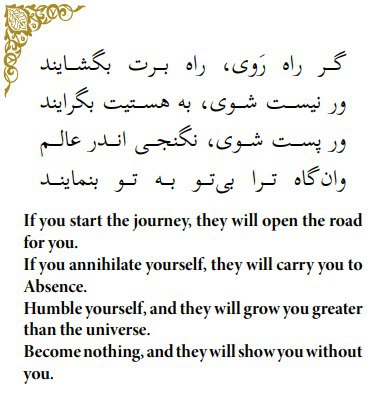 گر راه رَوی، راه برت بگشایند
ور نیست شوی، به هستیت بگرایند
ور پست شوی، نگنجی اندر عالم
وان‌گاه ترا بی‌تو به تو بنمایند
If you start the journey, they will open the road
for you.
If you annihilate yourself, they will carry you to
Absence.
Humble yourself, and they will grow you greater
than the universe.
Become nothing, and they will show you without
you.